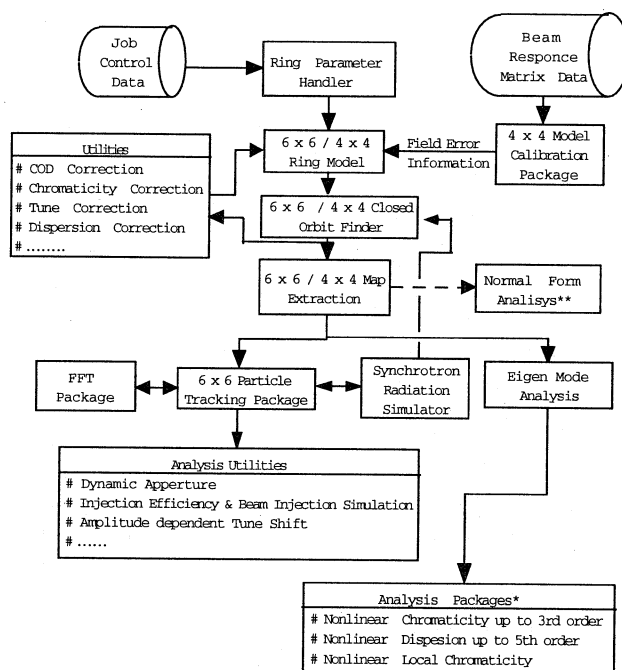 Job
Control
Data
Ring Parameter
Handler
Beam
Responce
Matrix Data
Utilities
# COD Correction
# Chromaticity Correction
# Tune Correction
# Dispersion Correction
# ........
6 x 6 / 4 x 4
Ring Model
Field Error
Information
4 x 4 Model
Calibration
Package
6 x 6 / 4 x 4 Closed
Orbit Finder
6 x 6 / 4 x 4 Map
Extraction
Normal Form
Analisys**
FFT
Package
6 x 6 Particle
Tracking Package
Synchrotron
Radiation
Simulator
Eigen Mode
Analysis
Analysis Utilities
# Dynamic Apperture
# Injection Efficiency & Beam Injection Simulation
# Amplitude dependent Tune Shift
# ......
Analysis Packages*
# Nonlinear Chromaticity up to 3rd order
# Nonlinear Dispesion up to 5th order
# Nonlinear Local Chromaticity